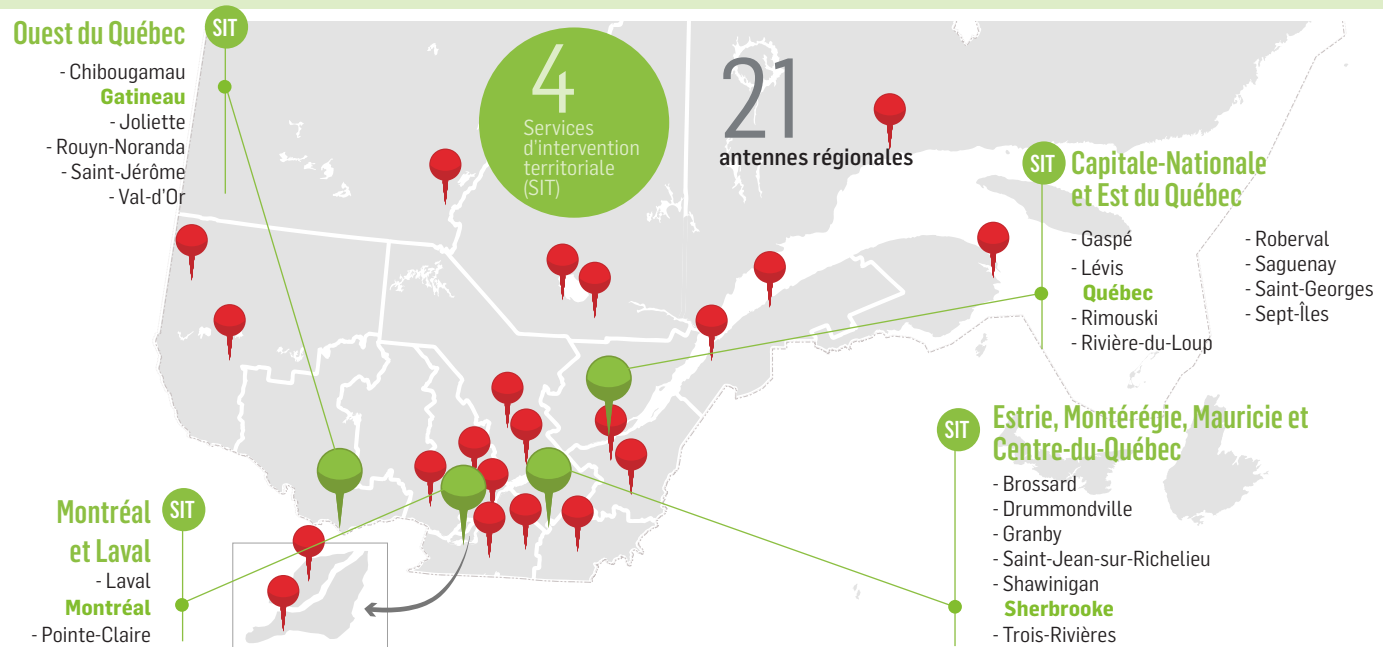 Ouest du Québec
SIT
- Chibougamau
Gatineau
- Joliette
- Rouyn-Noranda
- Saint-Jérôme
- Val-d'Or
4
Services
d'intervention
territoriale
(SIT)
21
antennes régionales
SIT
Capitale-Nationale
et Est du Québec
- Gaspé
- Lévis
Québec
- Rimouski
- Rivière-du-Loup
- Roberval
- Saguenay
- Saint-Georges
- Sept-Îles
SIT
Estrie, Montérégie, Mauricie et
Centre-du-Québec
- Brossard
- Drummondville
- Granby
- Saint-Jean-sur-Richelieu
- Shawinigan
Sherbrooke
- Trois-Rivières
Montréal
et Laval
SIT
- Laval
Montréal
- Pointe-Claire